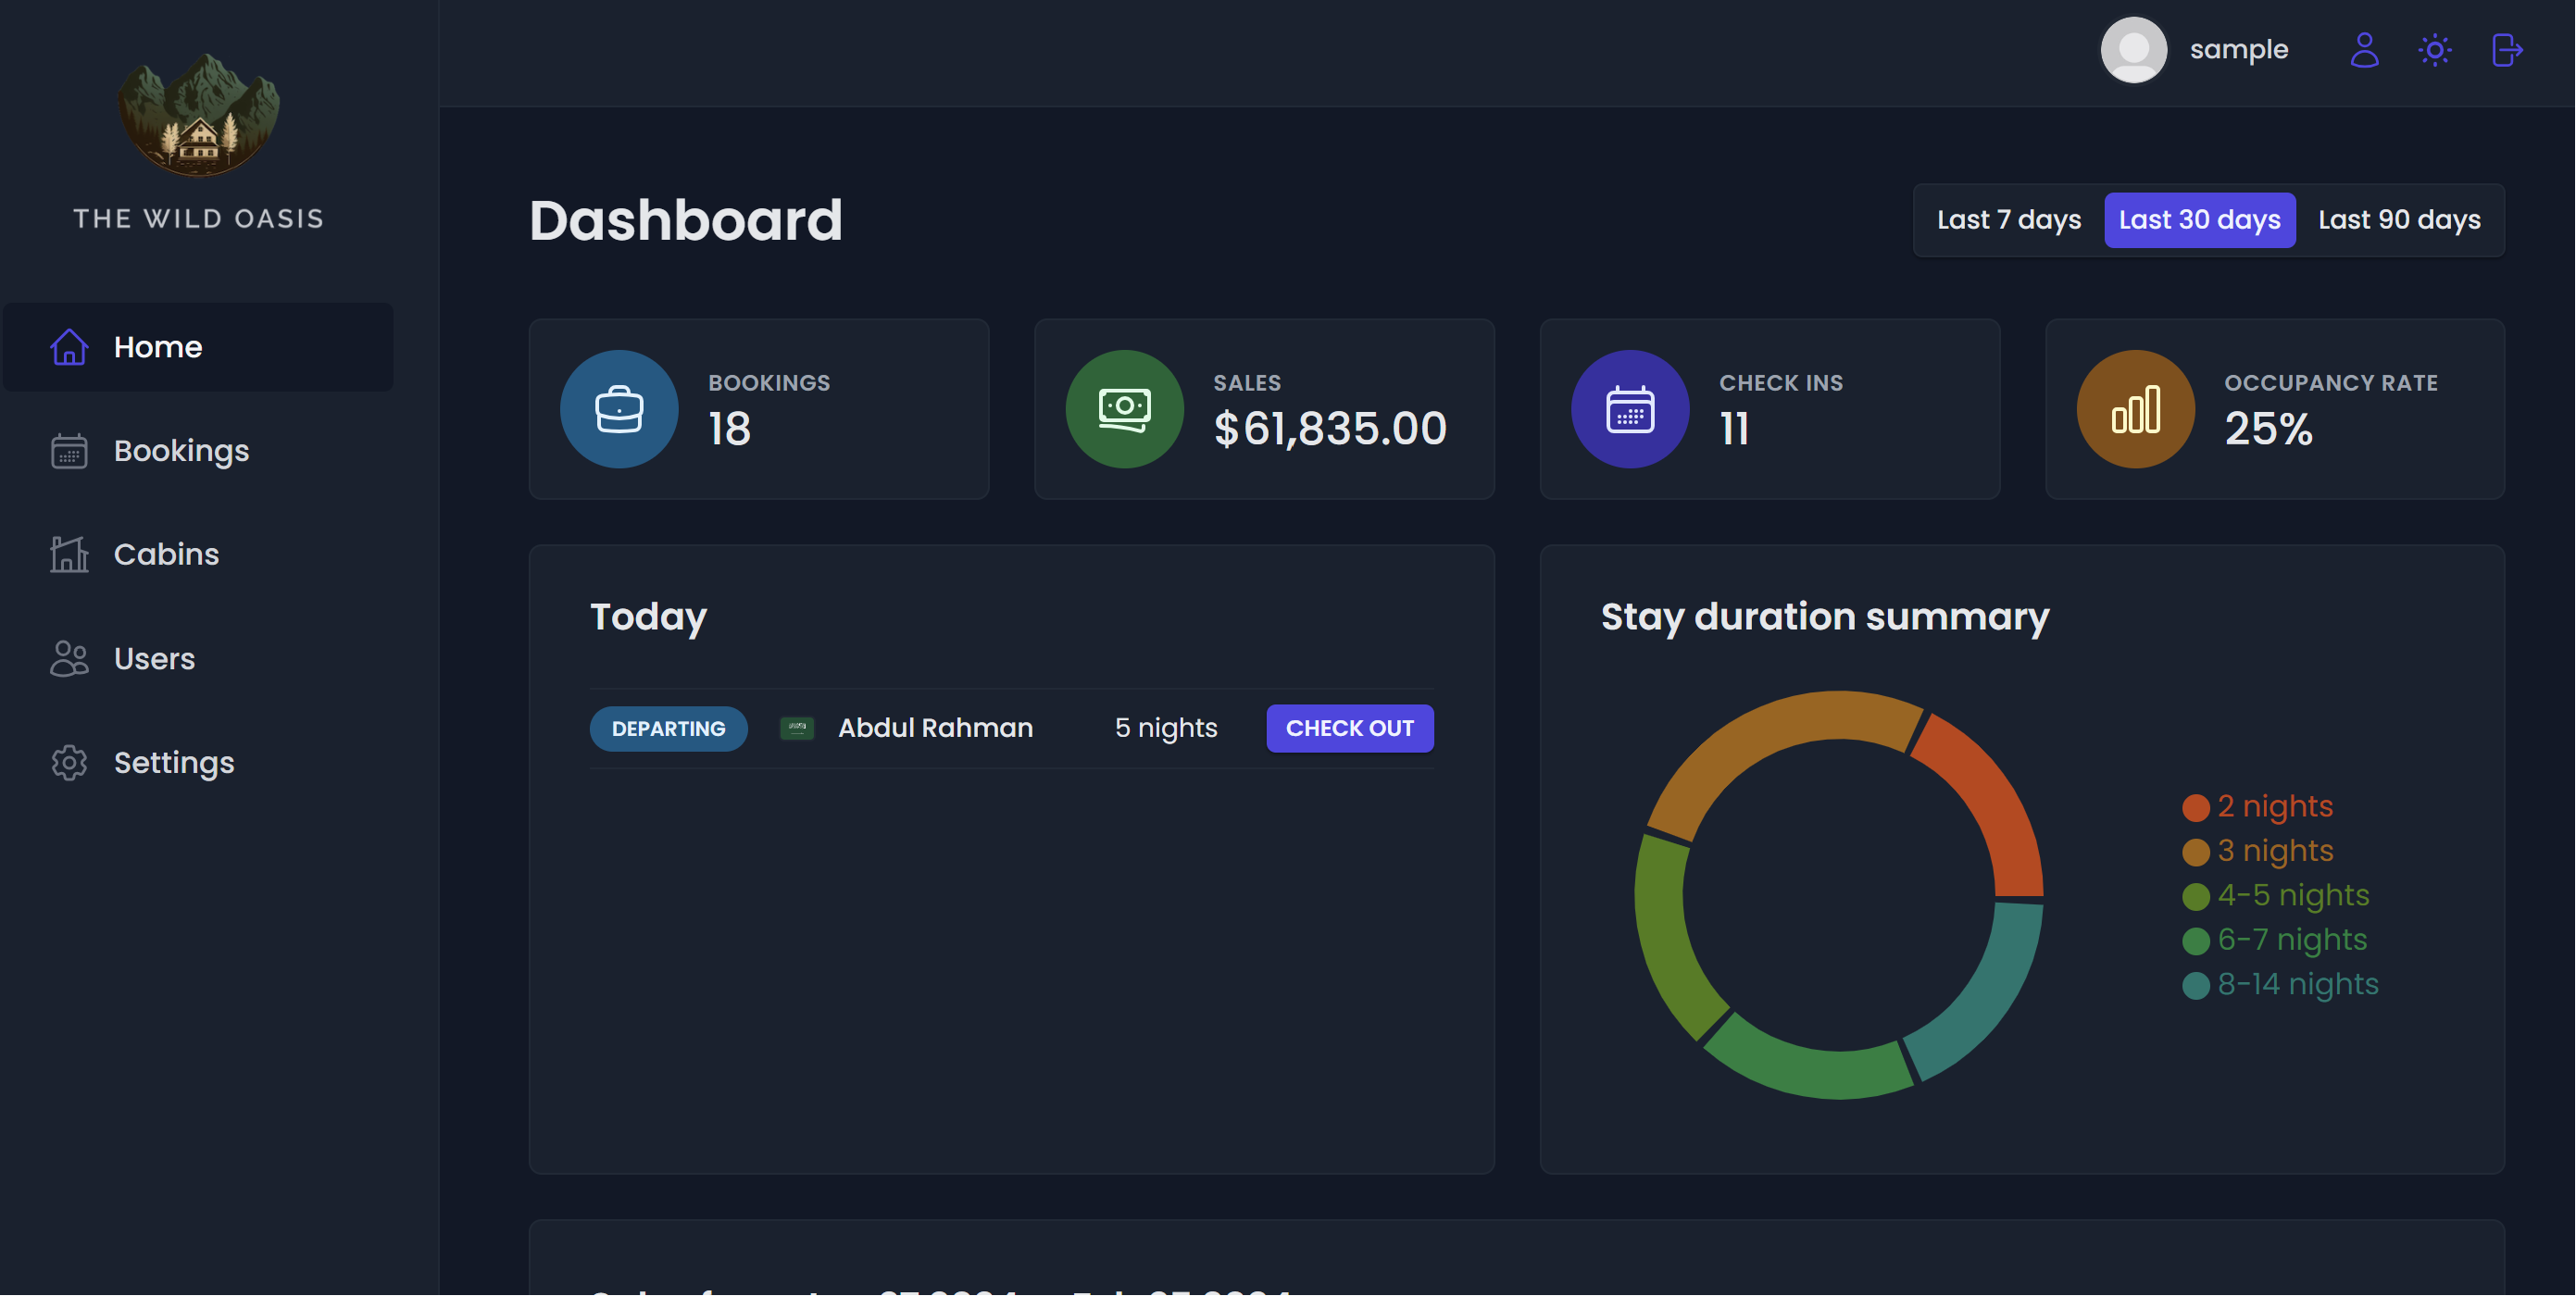 THE WILD OASIS
Home
Bookings
Cabins
Users
Settings
sample
Dashboard
Last 7 days
Last 30 days
Last 90 days
BOOKINGS
18
SALES
$61,835.00
CHECK INS
11
OCCUPANCY RATE
25%
Today
DEPARTING Abdul Rahman 5 nights CHECK OUT
Stay duration summary
2 nights
3 nights
4-5 nights
6-7 nights
8-14 nights